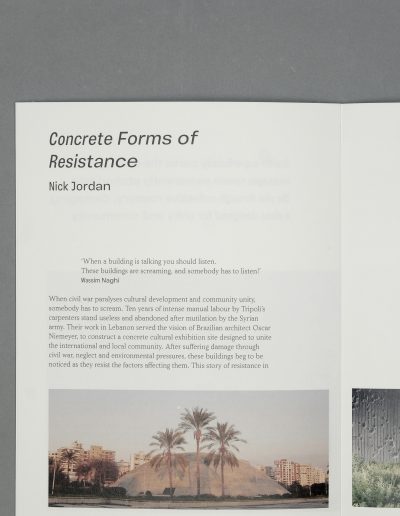 Concrete Forms of
Resistance
Nick Jordan
'When a building is talking you should listen.
These buildings are screaming, and somebody has to listen!'
Wassim Naghi
When civil war paralyses cultural development and community unity,
somebody has to scream. Ten years of intense manual labour by Tripoli's
carpenters stand useless and abandoned after mutilation by the Syrian
army. Their work in Lebanon served the vision of Brazilian architect Oscar
Niemeyer, to construct a concrete cultural exhibition site designed to unite
the international and local community. After suffering damage through
civil war, neglect and environmental pressures, these buildings beg to be
noticed as they resist the factors affecting them. This story of resistance in